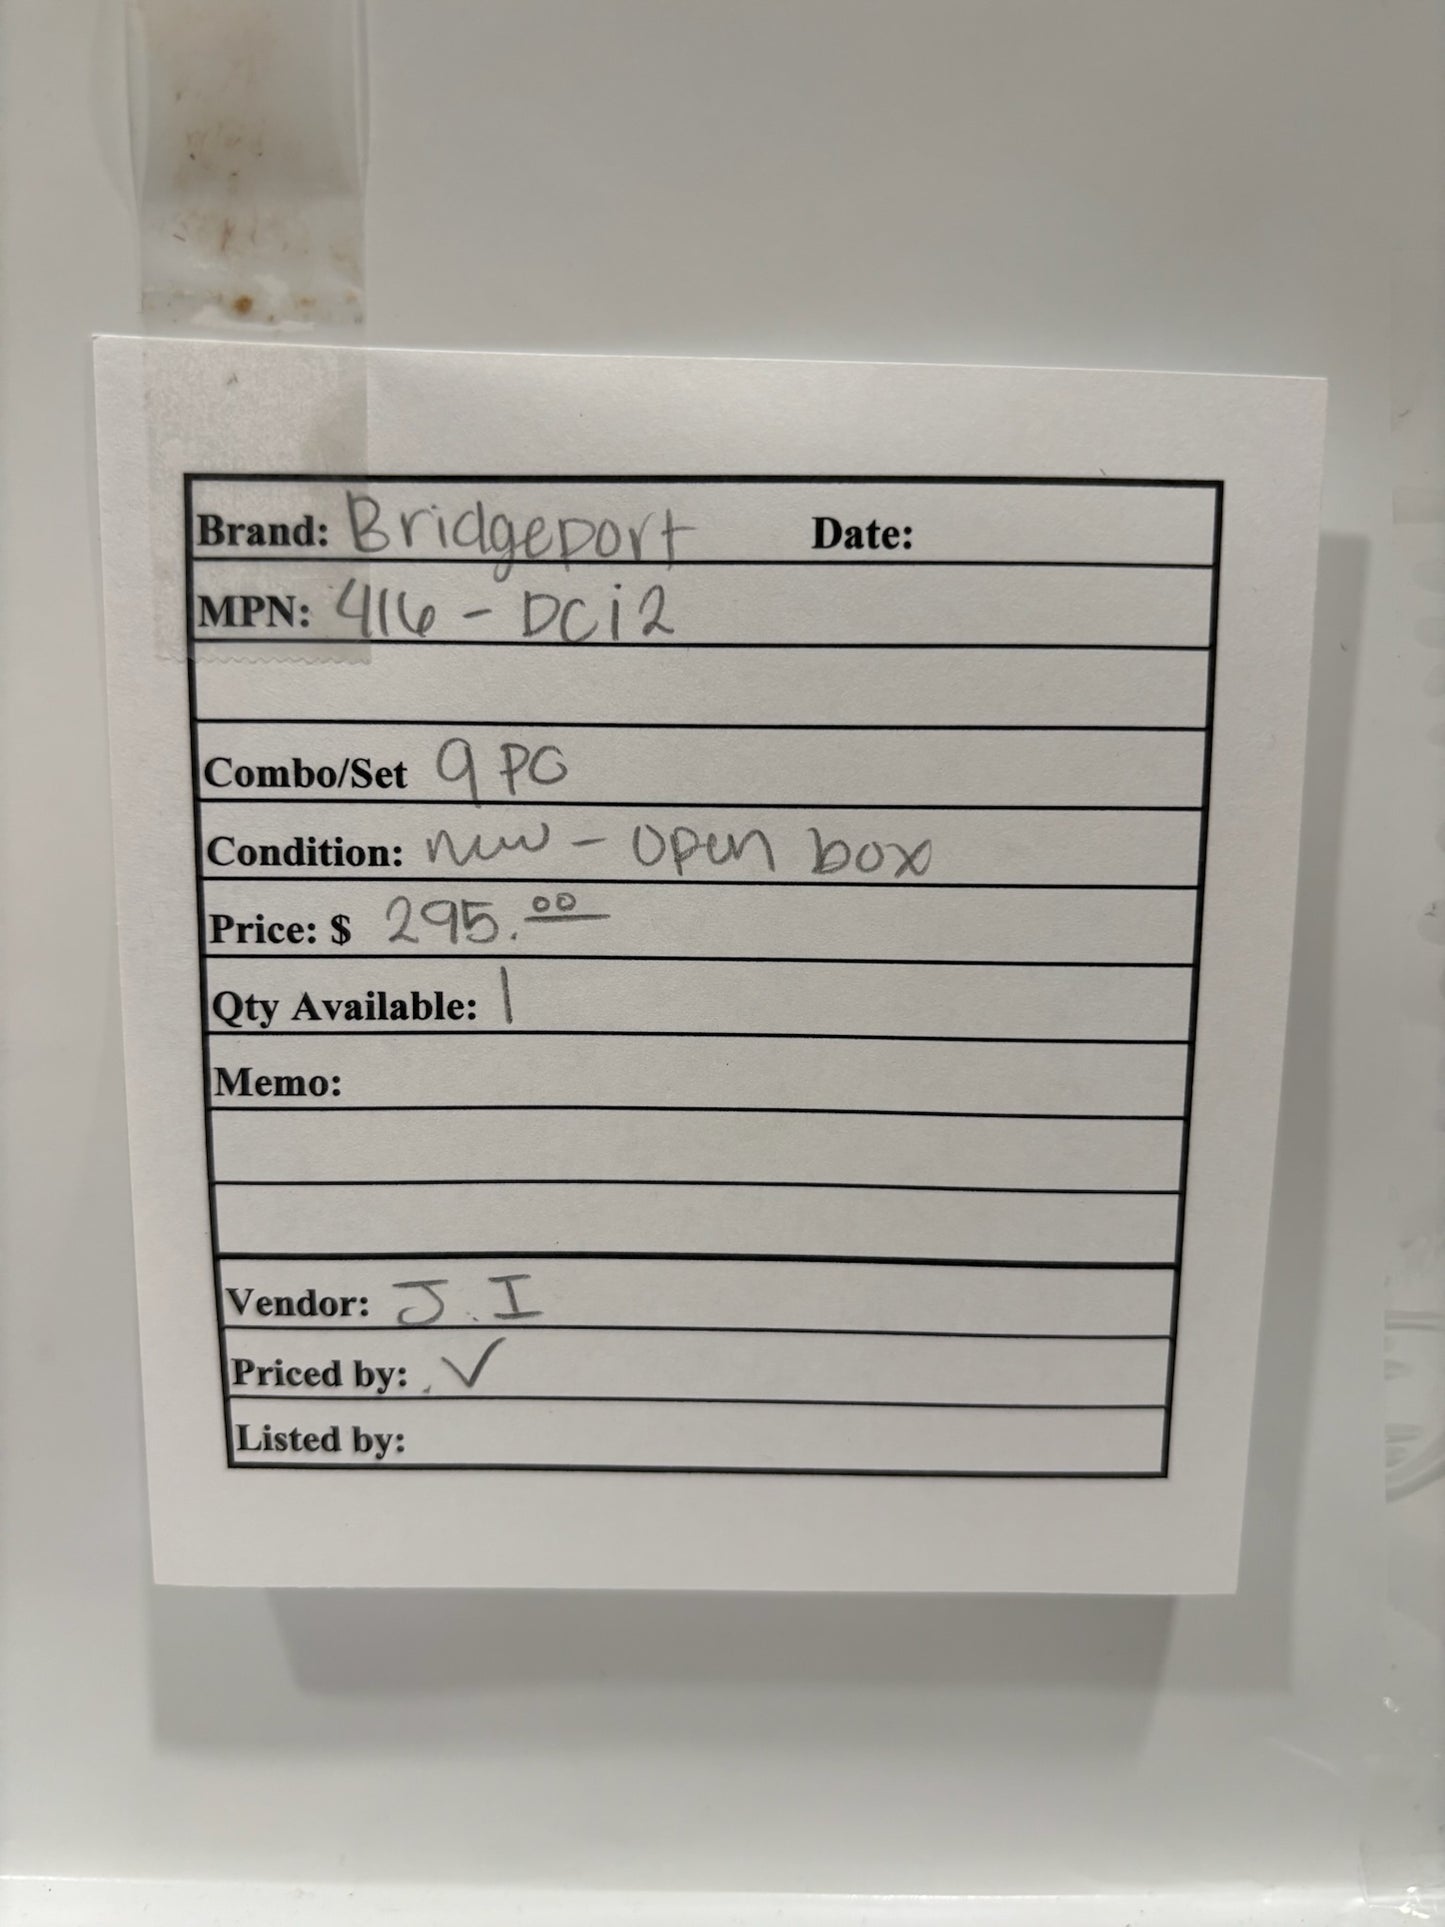 Brand: Bridgeport Date:
MPN: 416 - DCi2
Combo/Set 9 PC
Condition: new - open box
Price: $ 295.00
Qty Available: 1
Memo:
Vendor: J.I
Priced by: ✓
Listed by: